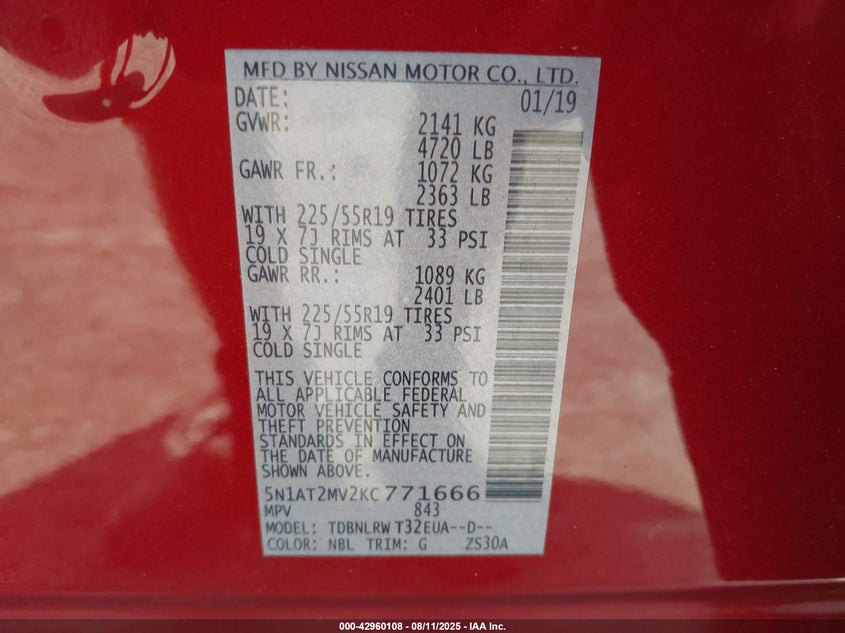 MFD BY NISSAN MOTOR CO., LTD.
DATE: 01/19
GVWR: 2141 KG
4720 LB
GAWR FR.: 1072 KG
2363 LB
WITH 225/55R19 TIRES
19 X 7J RIMS AT 33 PSI
COLD SINGLE
GAWR RR.: 1089 KG
2401 LB
WITH 225/55R19 TIRES
19 X 7J RIMS AT 33 PSI
COLD SINGLE
THIS VEHICLE CONFORMS TO
ALL APPLICABLE FEDERAL
MOTOR VEHICLE SAFETY AND
THEFT PREVENTION
STANDARDS IN EFFECT ON
THE DATE OF MANUFACTURE
SHOWN ABOVE.
5N1AT2MV2KC771666
MPV 843
MODEL: TDBNLRW T32EUA--D--
COLOR: NBL TRIM: G ZS30A
000-42960108 - 08/11/2025 - IAA Inc.